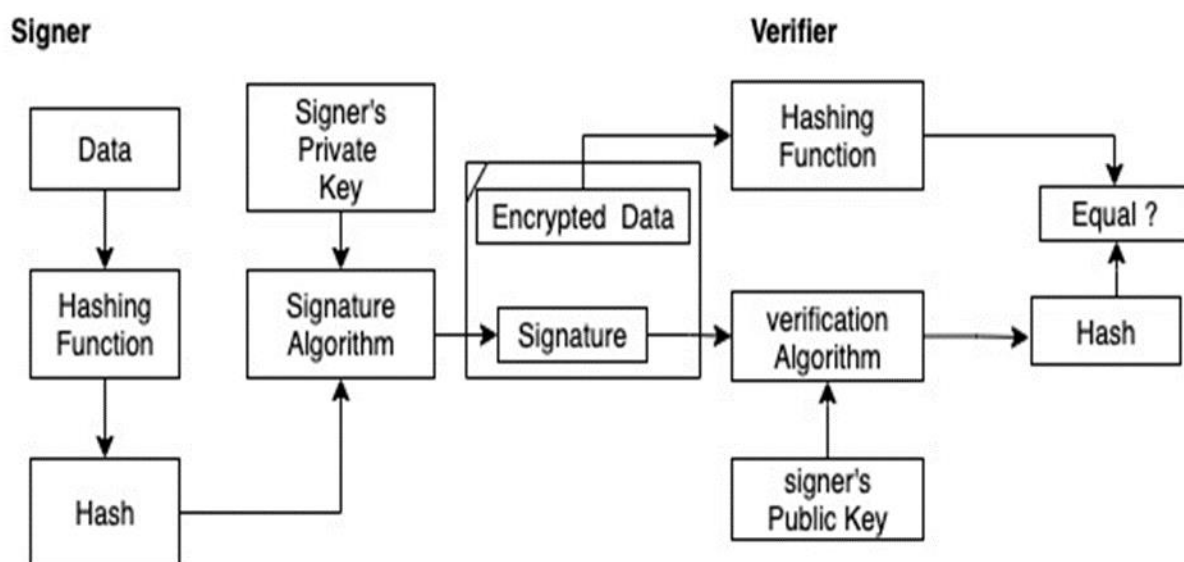 Signer
Verifier
Data
Hashing
Function
Hash
Signer's
Private
Key
Signature
Algorithm
Encrypted Data
Signature
Hashing
Function
verification
Algorithm
signer's
Public Key
Equal ?
Hash